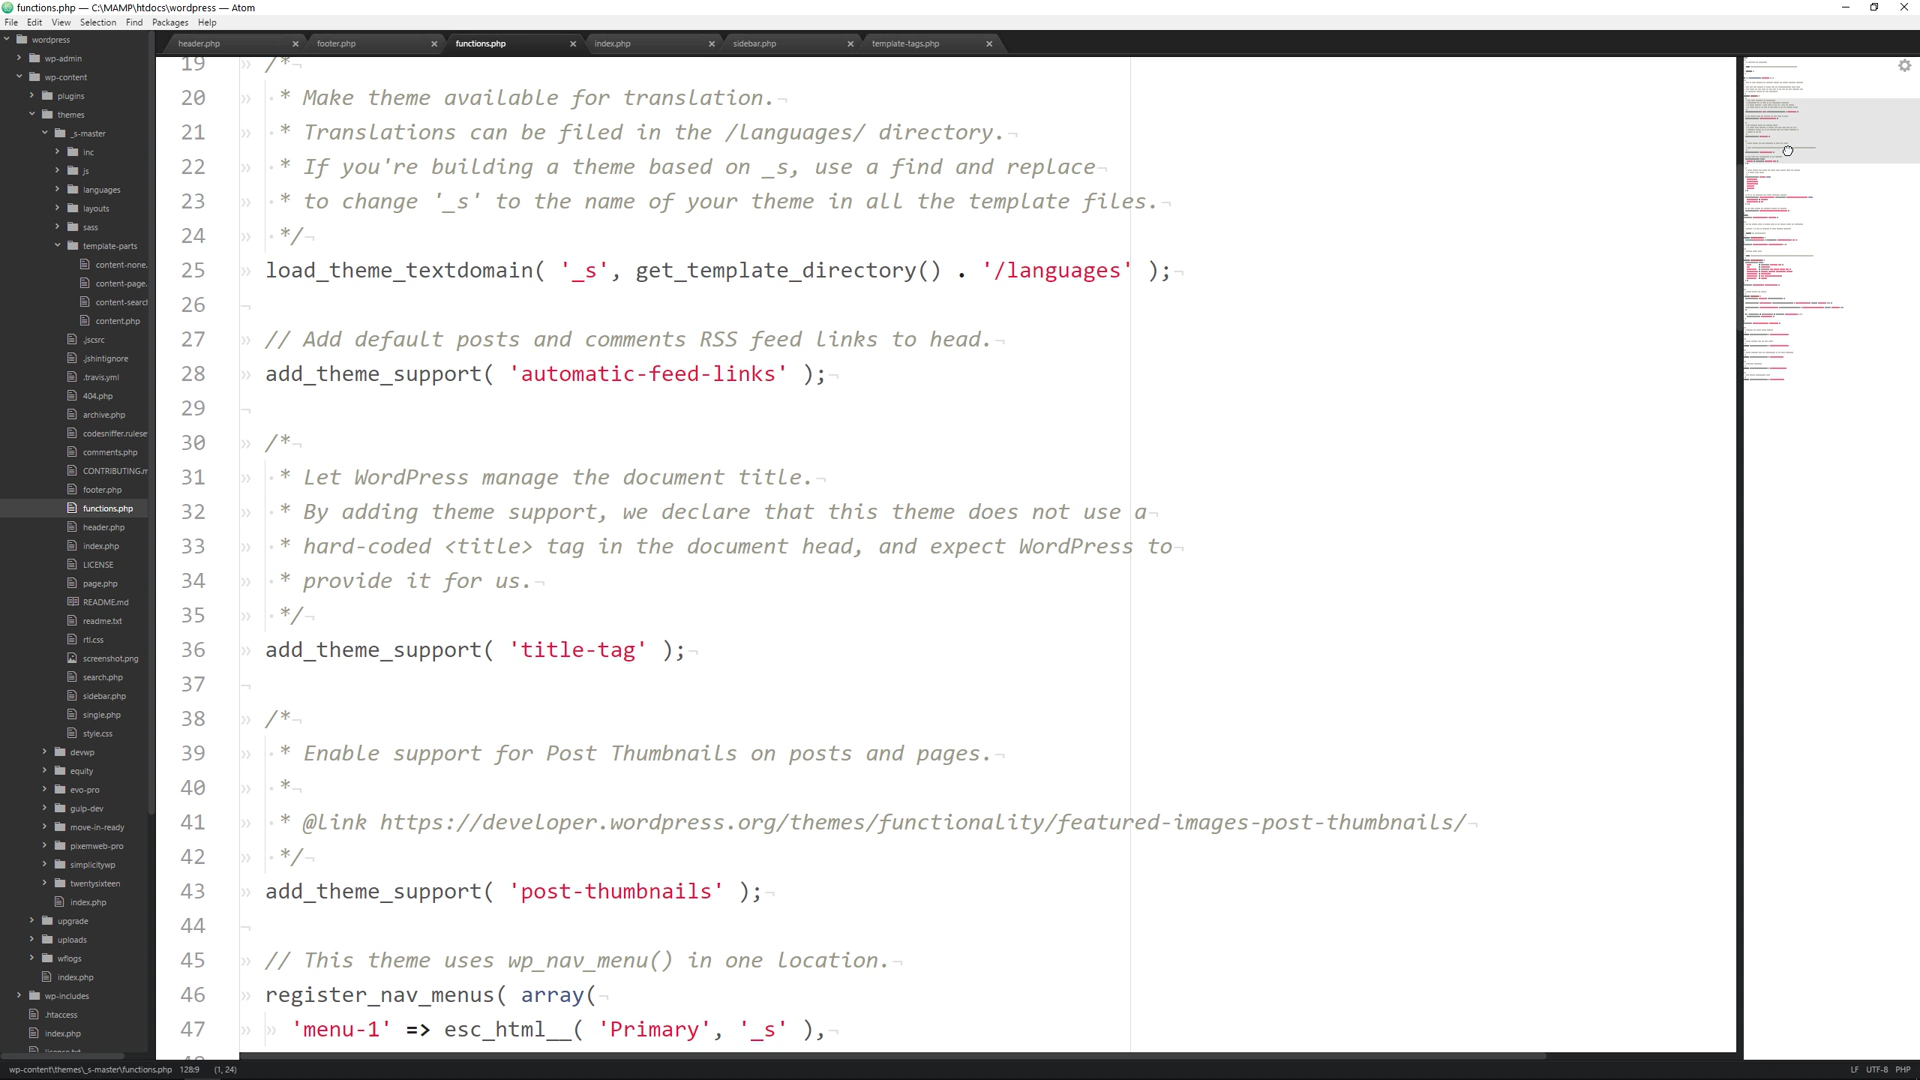 functions.php — C:\MAMP\htdocs\wordpress — Atom
File Edit View Selection Find Packages Help
wordpress
wp-admin
wp-content
plugins
themes
_s-master
inc
js
languages
layouts
sass
template-parts
content-none.
content-page.
content-search
content.php
.jscsrc
.jshintignore
.travis.yml
404.php
archive.php
codesniffer.rulese
comments.php
CONTRIBUTING.m
footer.php
functions.php
header.php
index.php
LICENSE
page.php
README.md
readme.txt
rtl.css
screenshot.png
search.php
sidebar.php
single.php
style.css
devwp
equity
evo-pro
gulp-dev
move-in-ready
pixemweb-pro
simplicitywp
twentysixteen
index.php
upgrade
uploads
wflogs
index.php
wp-includes
.htaccess
index.php
header.php footer.php functions.php index.php sidebar.php template-tags.php
19 /*
20 * Make theme available for translation.
21 * Translations can be filed in the /languages/ directory.
22 * If you're building a theme based on _s, use a find and replace
23 * to change '_s' to the name of your theme in all the template files.
24 */
25 load_theme_textdomain( '_s', get_template_directory() . '/languages' );
26
27 // Add default posts and comments RSS feed links to head.
28 add_theme_support( 'automatic-feed-links' );
29
30 /*
31 * Let WordPress manage the document title.
32 * By adding theme support, we declare that this theme does not use a
33 * hard-coded <title> tag in the document head, and expect WordPress to
34 * provide it for us.
35 */
36 add_theme_support( 'title-tag' );
37
38 /*
39 * Enable support for Post Thumbnails on posts and pages.
40 *
41 * @link https://developer.wordpress.org/themes/functionality/featured-images-post-thumbnails/
42 */
43 add_theme_support( 'post-thumbnails' );
44
45 // This theme uses wp_nav_menu() in one location.
46 register_nav_menus( array(
47 'menu-1' => esc_html__( 'Primary', '_s' ),
wp-content\themes\_s-master\functions.php 128:9 (1, 24) LF UTF-8 PHP